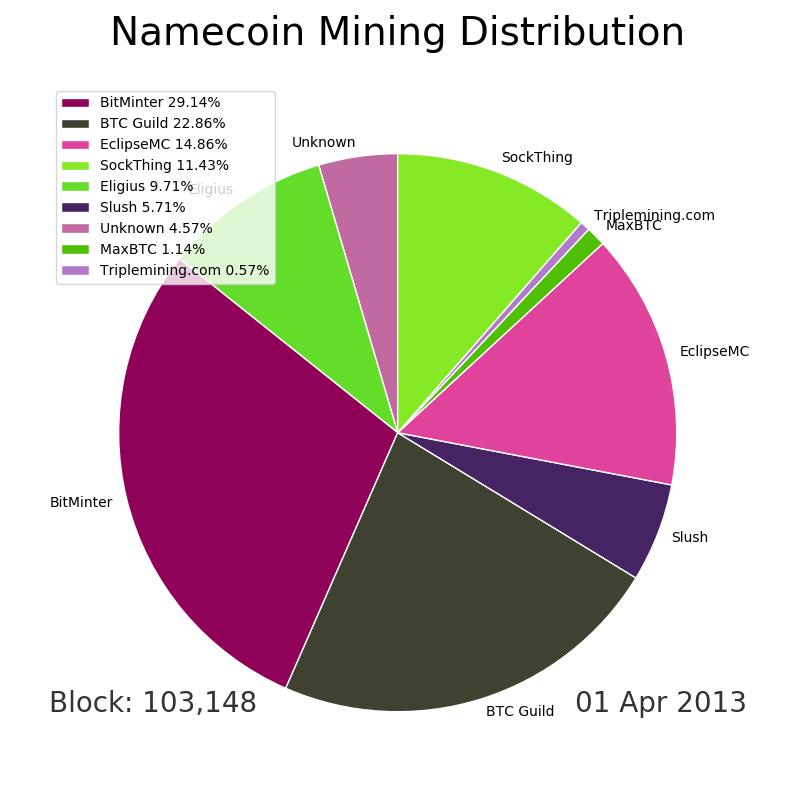 Namecoin Mining Distribution
BitMinter 29.14%
BTC Guild 22.86%
EclipseMC 14.86%
SockThing 11.43%
Eligius 9.71%
Slush 5.71%
Unknown 4.57%
MaxBTC 1.14%
Triplemining.com 0.57%
Unknown
SockThing
Eligius
Triplemining.com
MaxBTC
EclipseMC
BitMinter
Slush
BTC Guild
Block: 103,148
01 Apr 2013